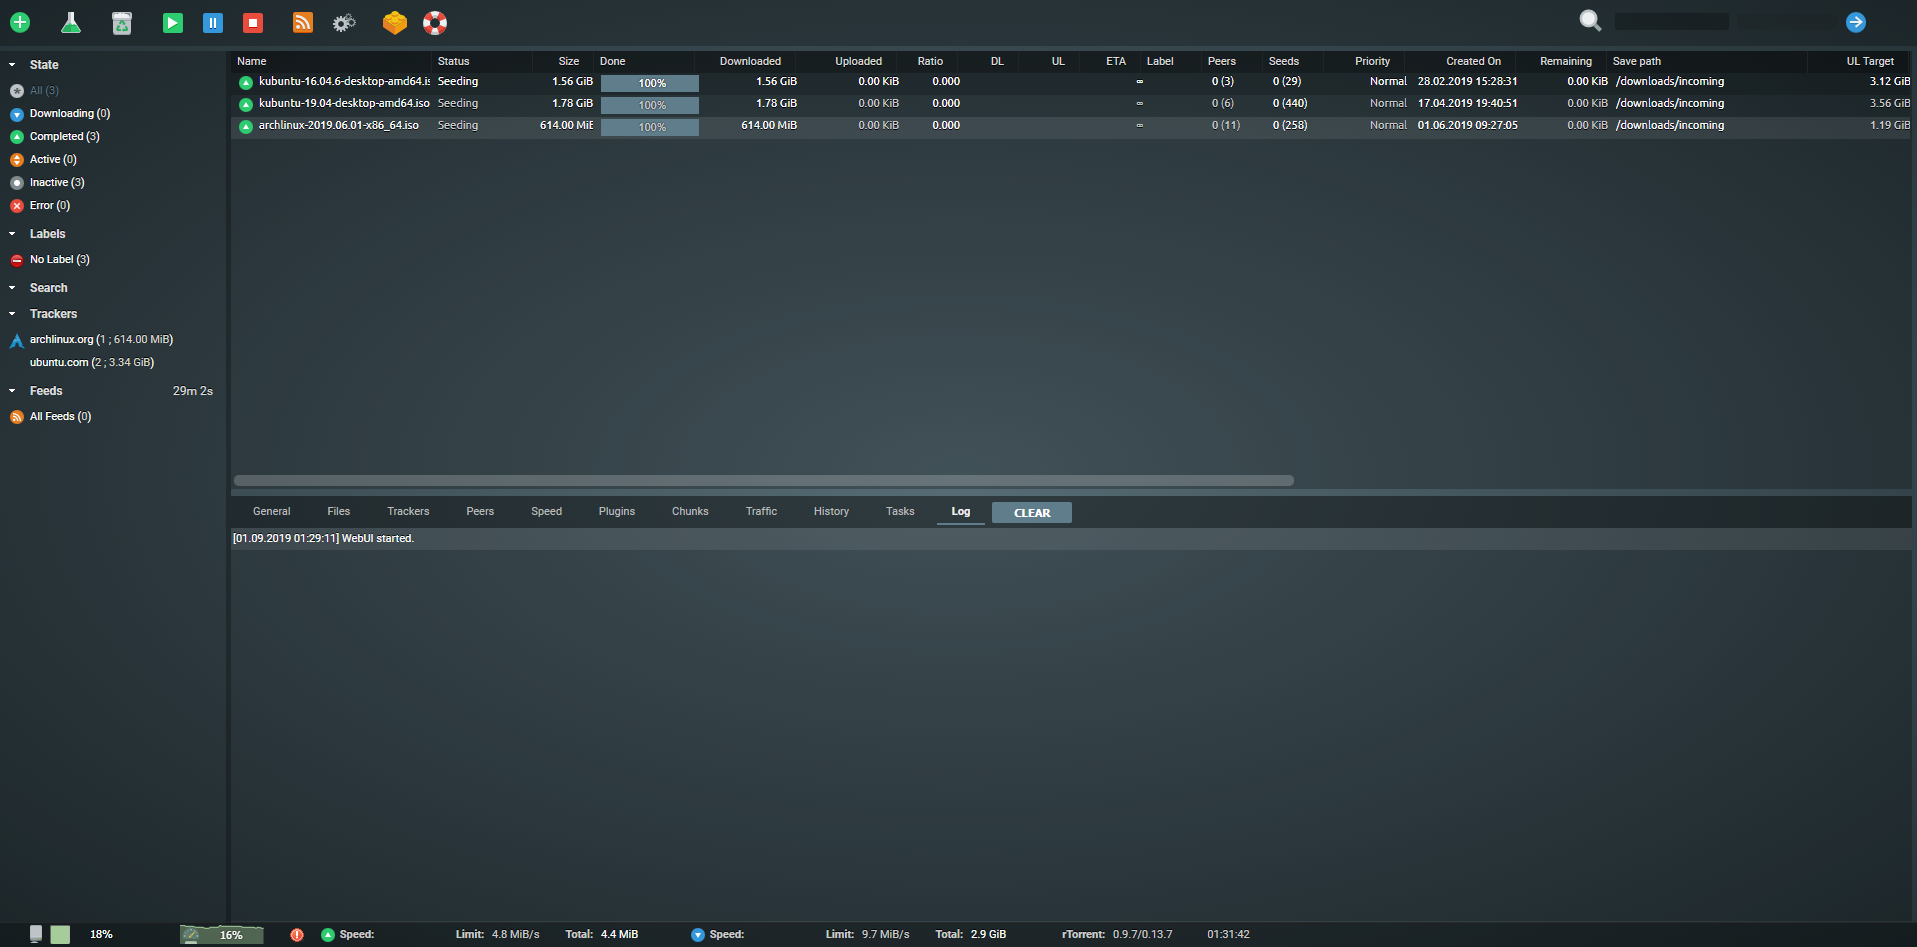 State
All (3)
Downloading (0)
Completed (3)
Active (0)
Inactive (3)
Error (0)
Labels
No Label (3)
Search
Trackers
archlinux.org (1 ; 614.00 MiB)
ubuntu.com (2 ; 3.34 GiB)
Feeds 29m 2s
All Feeds (0)
Name Status Size Done Downloaded Uploaded Ratio DL UL ETA Label Peers Seeds Priority Created On Remaining Save path UL Target
kubuntu-16.04.6-desktop-amd64.is Seeding 1.56 GiB 100% 1.56 GiB 0.00 KiB 0.000 ∞ 0 (3) 0 (29) Normal 28.02.2019 15:28:31 0.00 KiB /downloads/incoming 3.12 GiB
kubuntu-19.04-desktop-amd64.iso Seeding 1.78 GiB 100% 1.78 GiB 0.00 KiB 0.000 ∞ 0 (6) 0 (440) Normal 17.04.2019 19:40:51 0.00 KiB /downloads/incoming 3.56 GiB
archlinux-2019.06.01-x86_64.iso Seeding 614.00 MiB 100% 614.00 MiB 0.00 KiB 0.000 ∞ 0 (11) 0 (258) Normal 01.06.2019 09:27:05 0.00 KiB /downloads/incoming 1.19 GiB
General Files Trackers Peers Speed Plugins Chunks Traffic History Tasks Log CLEAR
[01.09.2019 01:29:11] WebUI started.
18% 16% Speed: Limit: 4.8 MiB/s Total: 4.4 MiB Speed: Limit: 9.7 MiB/s Total: 2.9 GiB rTorrent: 0.9.7/0.13.7 01:31:42